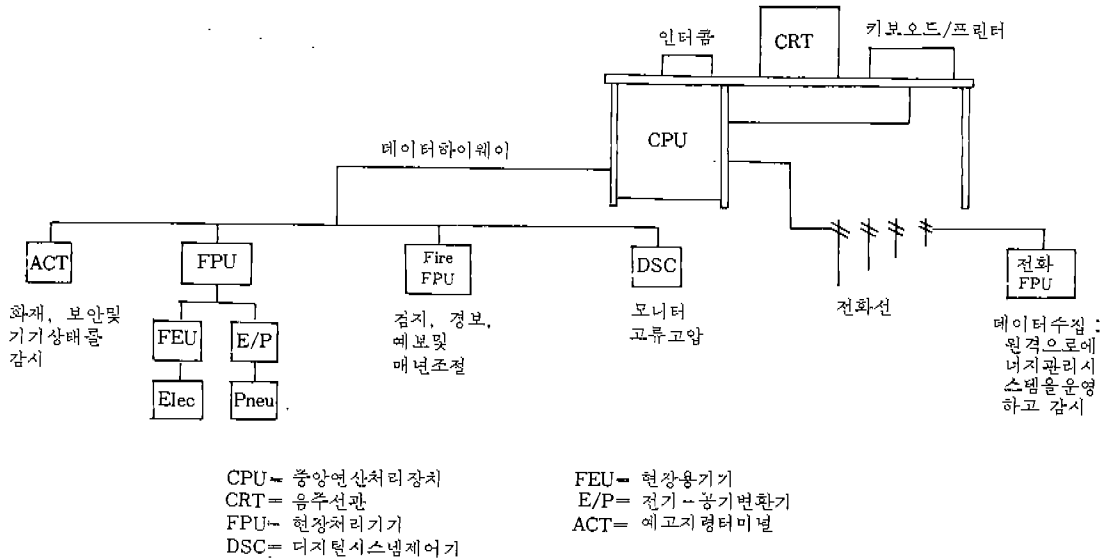 인터콤
CRT
키보오드/프린터
CPU
데이터하이웨이
ACT
FPU
Fire
FPU
DSC
전화
FPU
화재, 보안및
기기상태를
감시
FEU
E/P
Elec
Pneu
검지, 경보,
예보및
매년조절
모니터
고류고압
전화선
데이터수집 :
원격으로에
너지관리시
스템을운영
하고 감시
CPU= 중앙연산처리장치
CRT= 음주선관
FPU= 현장처리기기
DSC= 디지털시스템제어기
FEU= 현장용기기
E/P= 전기-공기변환기
ACT= 예고지령터미널